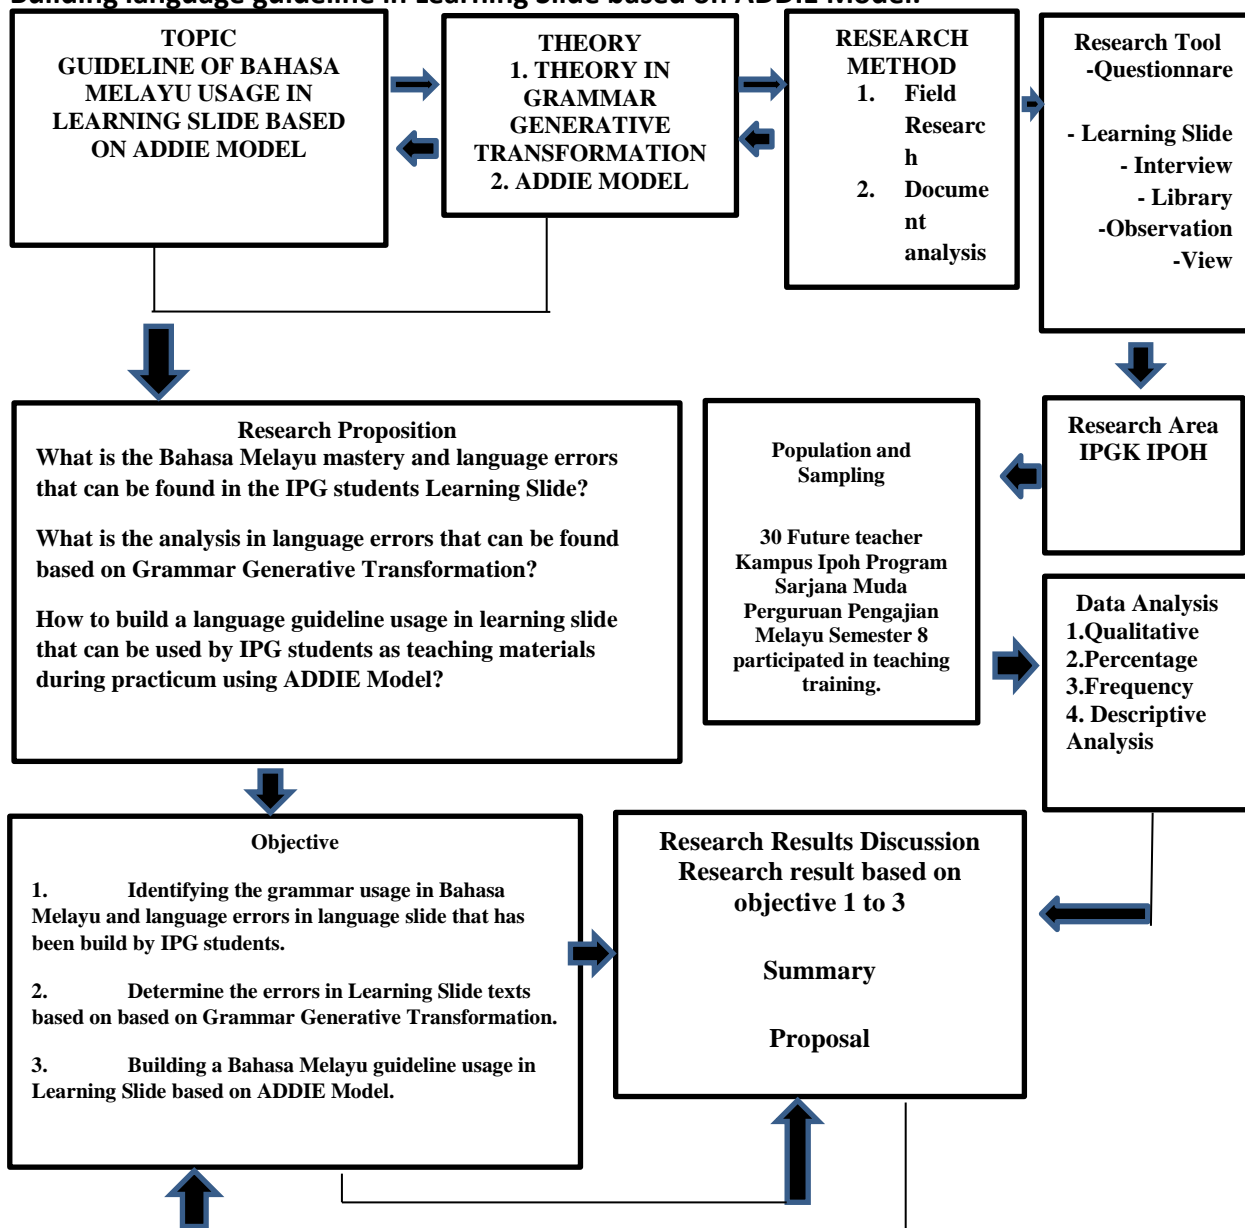 Building language guideline in Learning Slide based on ADDIE Model.
TOPIC
GUIDELINE OF BAHASA
MELAYU USAGE IN
LEARNING SLIDE BASED
ON ADDIE MODEL
THEORY
1. THEORY IN
GRAMMAR
GENERATIVE
TRANSFORMATION
2. ADDIE MODEL
RESEARCH
METHOD
1. Field
Researc
h
2. Docume
nt
analysis
Research Tool
-Questionnare
- Learning Slide
- Interview
- Library
-Observation
-View
Research Proposition
What is the Bahasa Melayu mastery and language errors
that can be found in the IPG students Learning Slide?
What is the analysis in language errors that can be found
based on Grammar Generative Transformation?
How to build a language guideline usage in learning slide
that can be used by IPG students as teaching materials
during practicum using ADDIE Model?
Population and
Sampling
30 Future teacher
Kampus Ipoh Program
Sarjana Muda
Perguruan Pengajian
Melayu Semester 8
participated in teaching
training.
Research Area
IPGK IPOH
Data Analysis
1.Qualitative
2.Percentage
3.Frequency
4. Descriptive
Analysis
Objective
1. Identifying the grammar usage in Bahasa
Melayu and language errors in language slide that has
been build by IPG students.
2. Determine the errors in Learning Slide texts
based on based on Grammar Generative Transformation.
3. Building a Bahasa Melayu guideline usage in
Learning Slide based on ADDIE Model.
Research Results Discussion
Research result based on
objective 1 to 3
Summary
Proposal